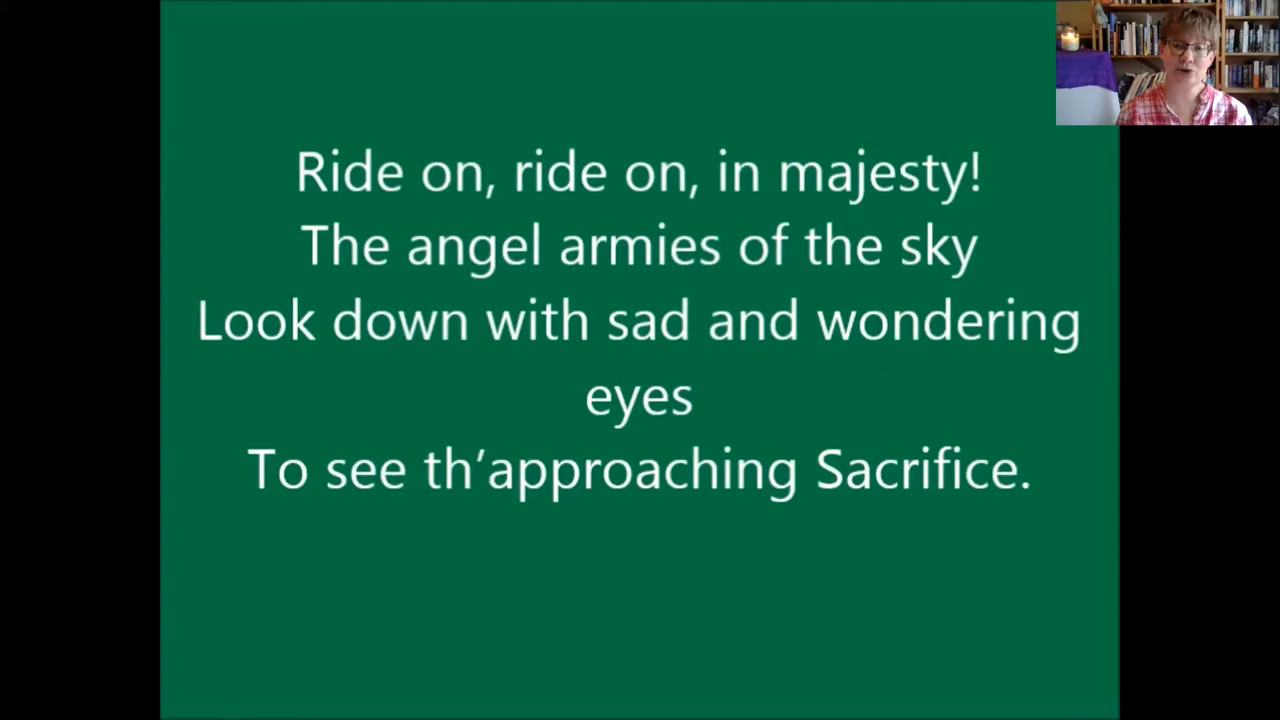 Ride on, ride on, in majesty!
The angel armies of the sky
Look down with sad and wondering
eyes
To see th’approaching Sacrifice.